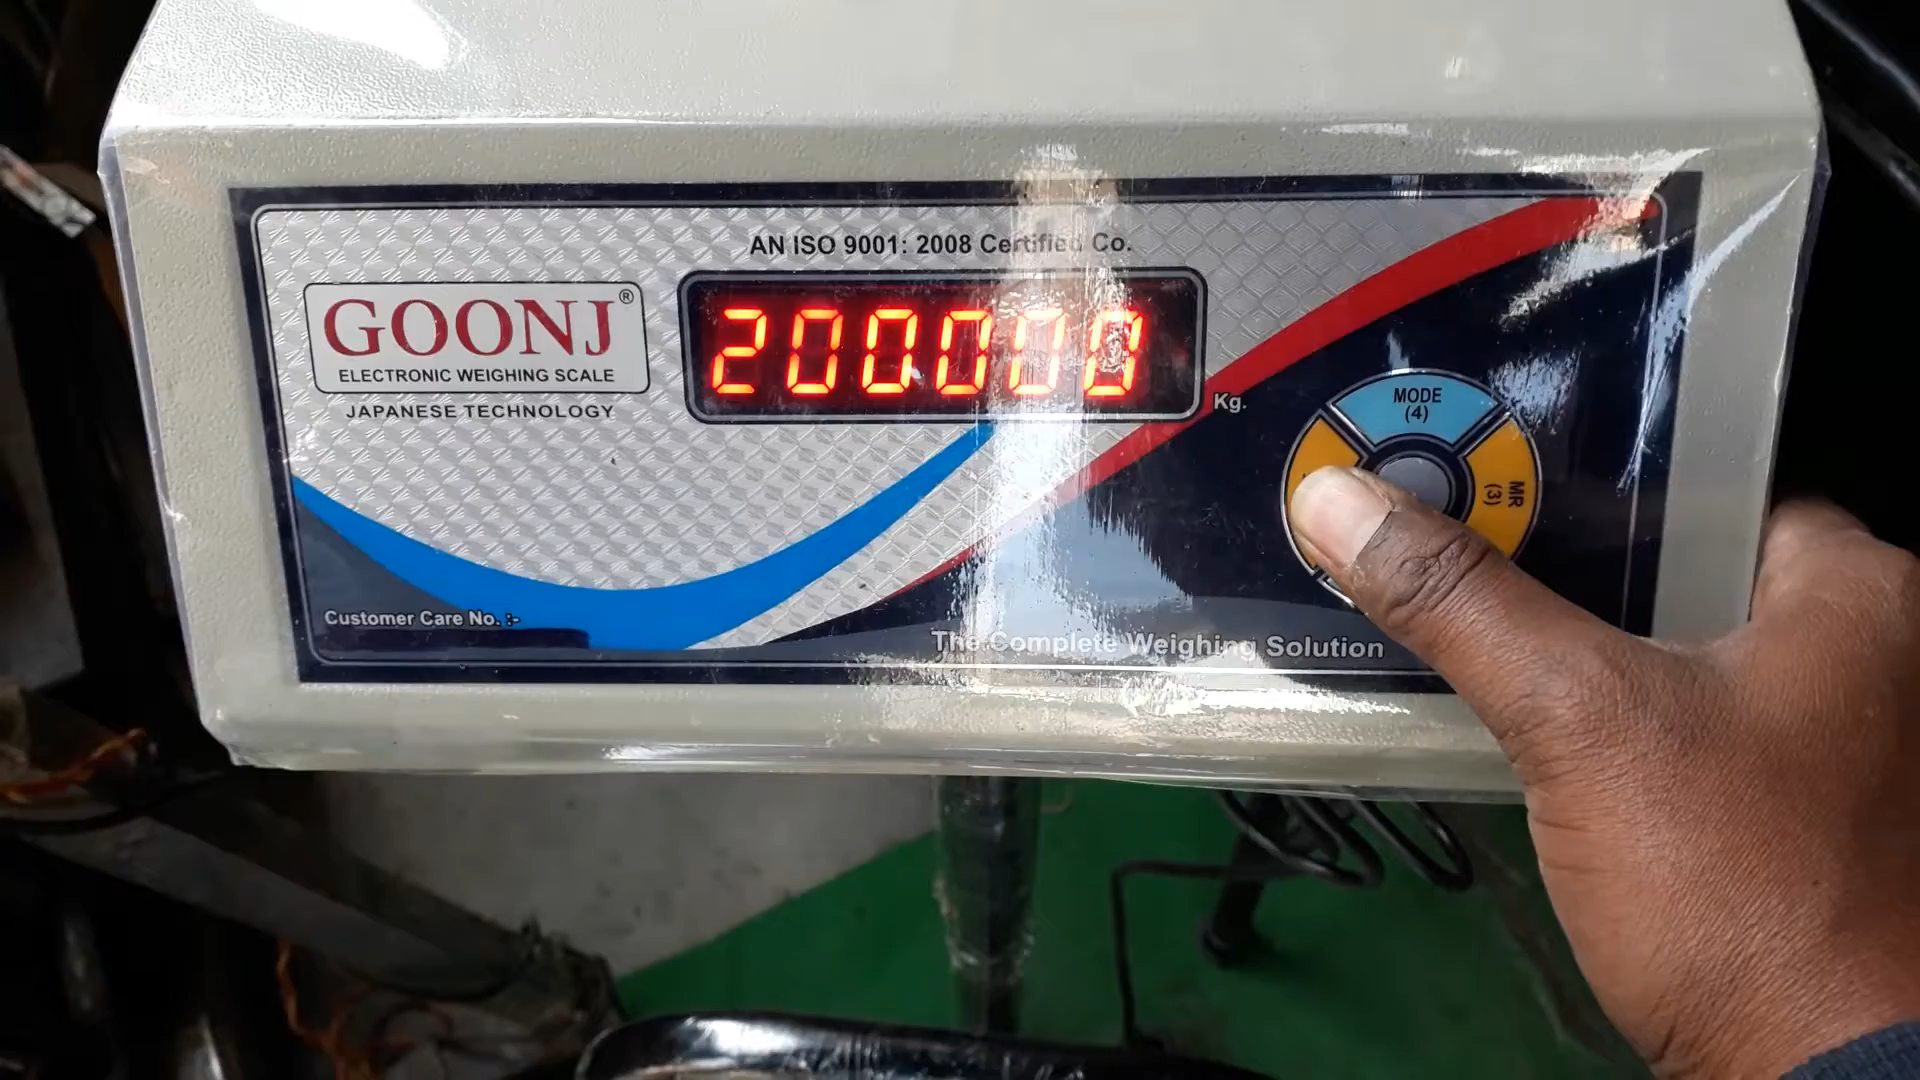 AN ISO 9001: 2008 Certified Co.
GOONJ®
ELECTRONIC WEIGHING SCALE
JAPANESE TECHNOLOGY
200000
Kg.
MODE
(4)
MR
(3)
Customer Care No. :-
The Complete Weighing Solution